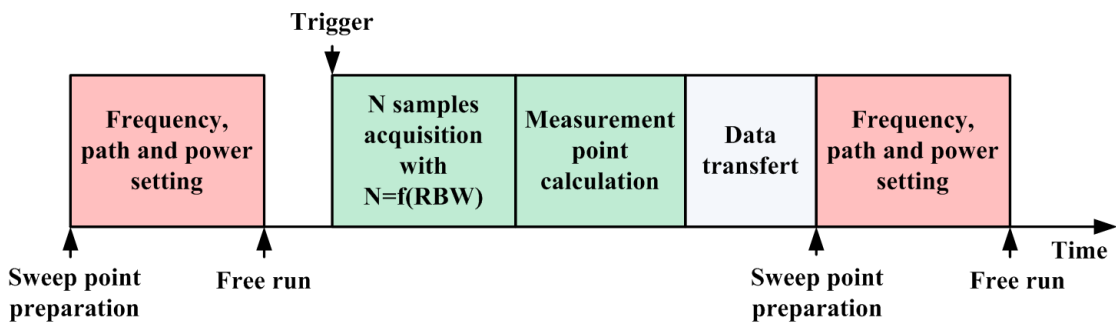 Trigger
Frequency,
path and power
setting
N samples
acquisition
with
N=f(RBW)
Measurement
point
calculation
Data
transfert
Frequency,
path and power
setting
Time
Sweep point
preparation
Free run
Sweep point
preparation
Free run